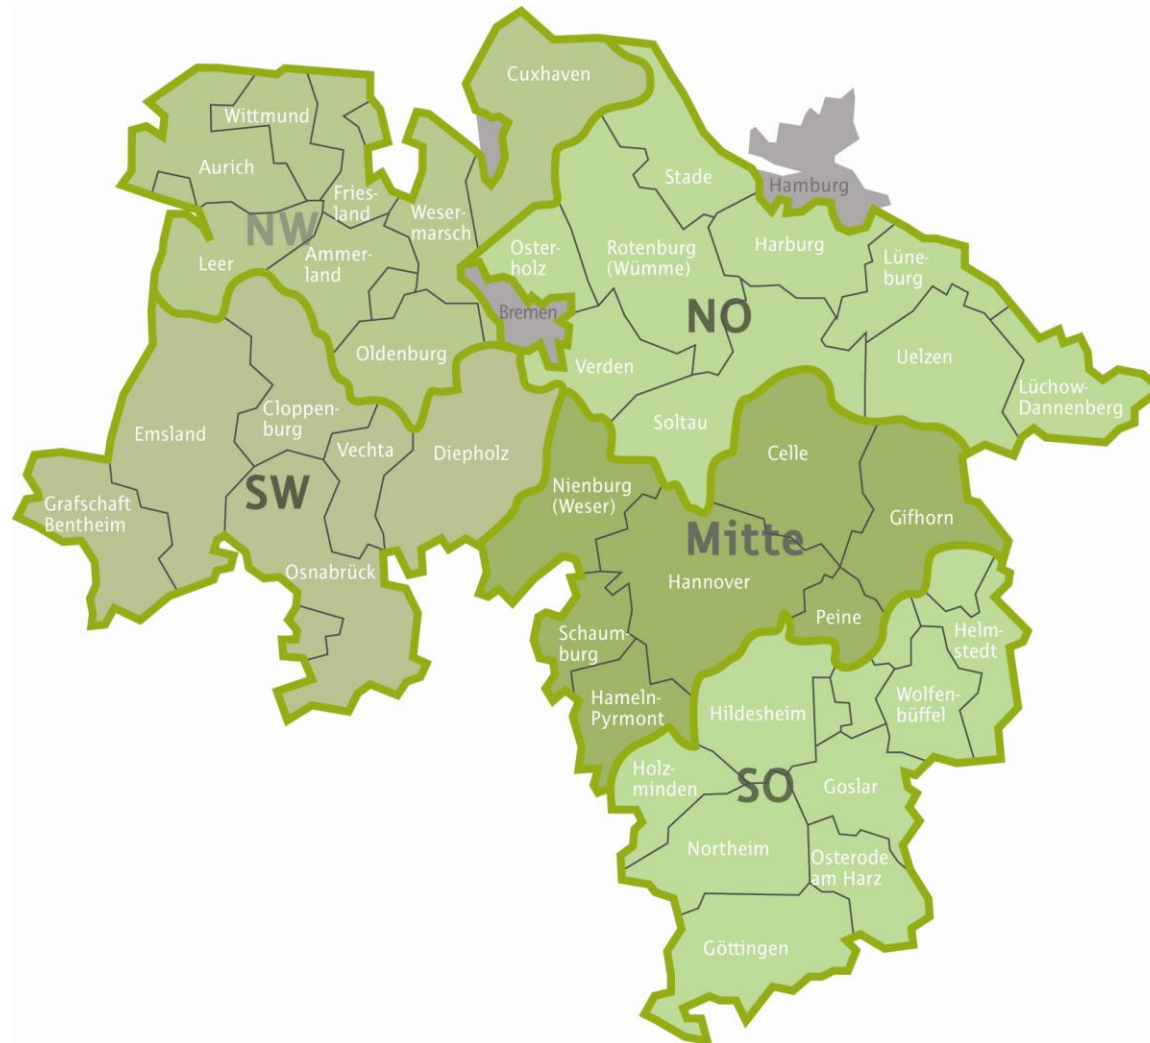 Cuxhaven
Wittmund
Aurich
Fries-
land
NW
Leer
Ammer-
land
Weser-
marsch
Oldenburg
Stade
Hamburg
Oster-
holz
Rotenburg
(Wümme)
Harburg
Lüne-
burg
Bremen
NO
Verden
Uelzen
Lüchow-
Dannenberg
Soltau
Emsland
Cloppen-
burg
Vechta
Diepholz
SW
Grafschaft
Bentheim
Osnabrück
Celle
Nienburg
(Weser)
Gifhorn
Mitte
Hannover
Peine
Schaum-
burg
Hameln-
Pyrmont
Helm-
stedt
Wolfen-
büffel
Hildesheim
Holz-
minden
SO
Goslar
Northeim
Osterode
am Harz
Göttingen